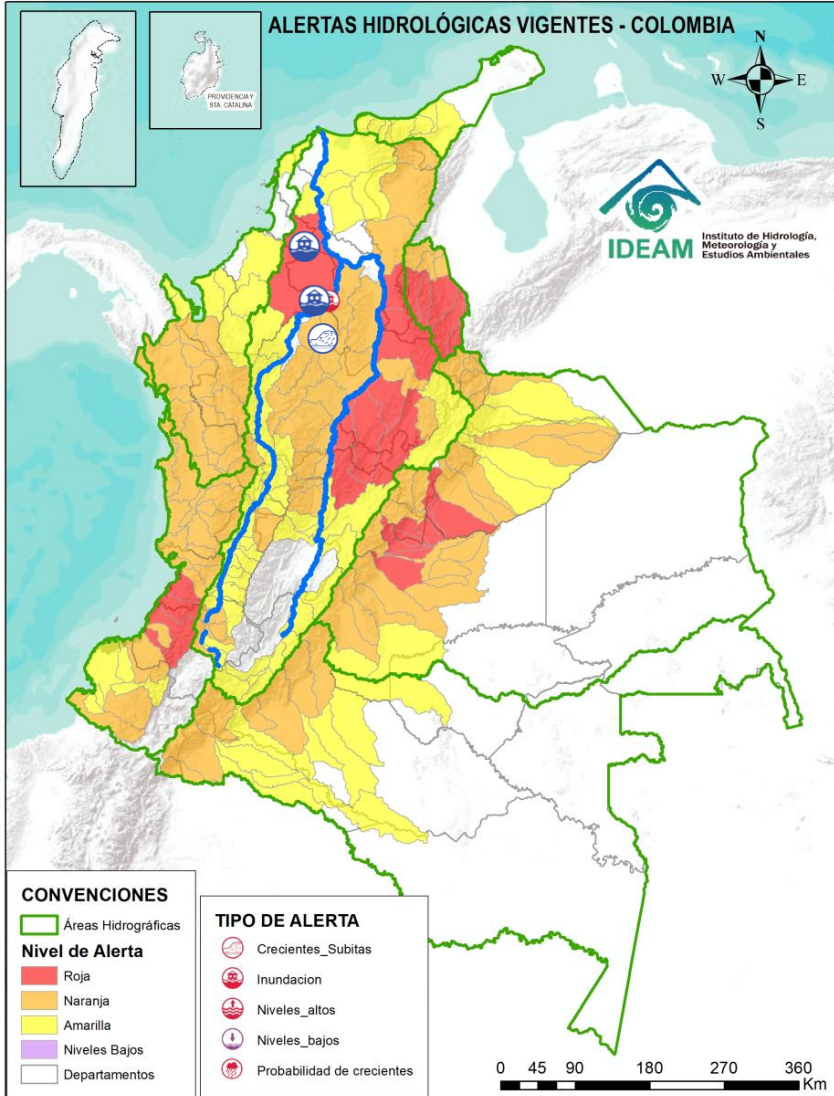 ALERTAS HIDROLÓGICAS VIGENTES - COLOMBIA
PROVIDENCIA Y
STA. CATALINA
N
W
E
S
IDEAM
Instituto de Hidrología,
Meteorología y
Estudios Ambientales
CONVENCIONES
Áreas Hidrográficas
Nivel de Alerta
Roja
Naranja
Amarilla
Niveles Bajos
Departamentos
TIPO DE ALERTA
Crecientes_Subitas
Inundacion
Niveles_altos
Niveles_bajos
Probabilidad de crecientes
0 45 90 180 270 360
Km